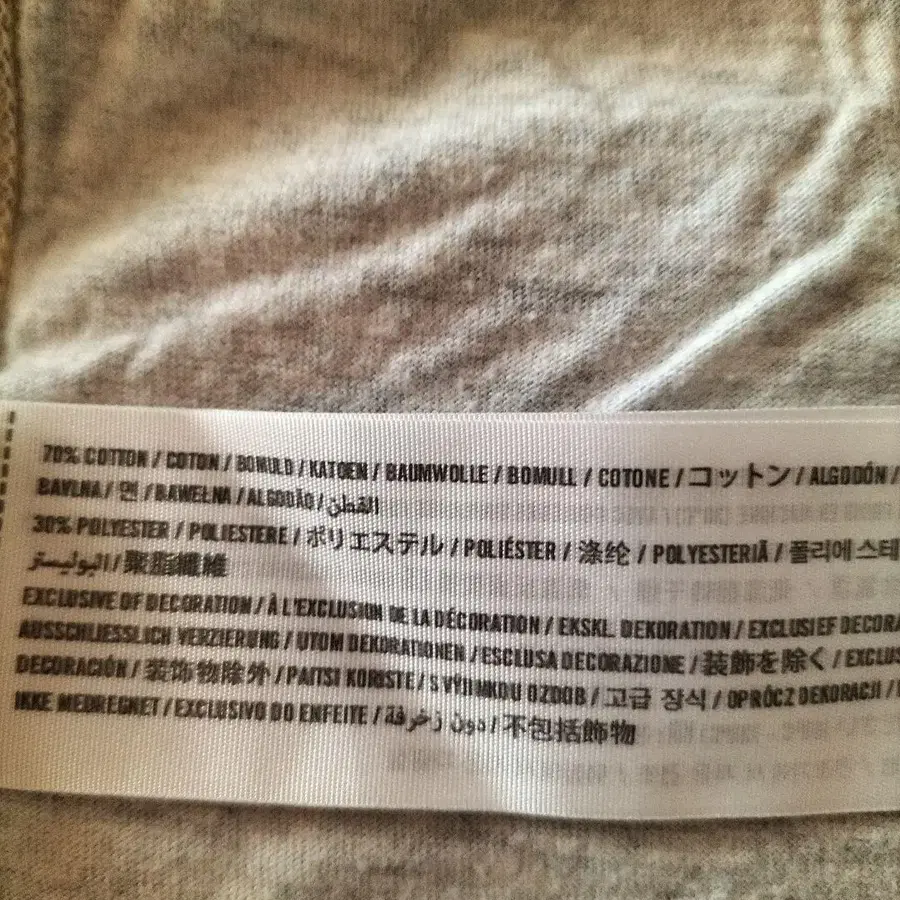 70% COTTON / COTON / BOMULD / KATOEN / BAUMWOLLE / BOMULL / COTONE / コットン / ALGODÓN /
BAVLNA / 면 / BAWEŁNA / ALGODÃO / القطن
30% POLYESTER / POLIESTERE / ポリエステル / POLIÉSTER / 涤纶 / POLYESTERIÄ / 폴리에스테
البوليستر / 聚脂纖維
EXCLUSIVE OF DECORATION / À L'EXCLUSION DE LA DÉCORATION / EKSKL. DEKORATION / EXCLUSIEF DECORA
AUSSCHLIESSLICH VERZIERUNG / UTOM DEKORATIONEN / ESCLUSA DECORAZIONE / 装飾を除く / EXCLUS
DECORACIÓN / 装饰物除外 / PAITSI KORISTE / S VÝJIMKOU OZDOB / 고급 장식 / OPRÓCZ DEKORACJI /
IKKE MEDREGNET / EXCLUSIVO DO ENFEITE / دون زخرفة / 不包括飾物